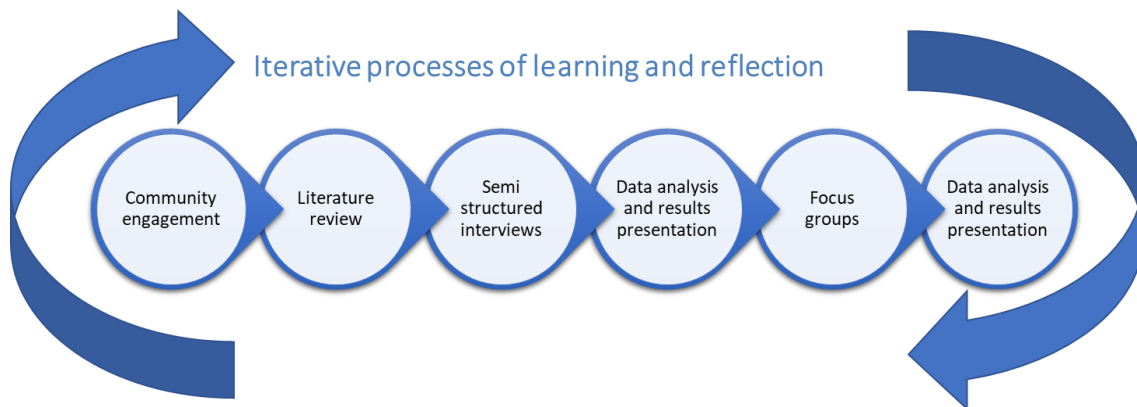 Iterative processes of learning and reflection
Community
engagement
Literature
review
Semi
structured
interviews
Data analysis
and results
presentation
Focus
groups
Data analysis
and results
presentation